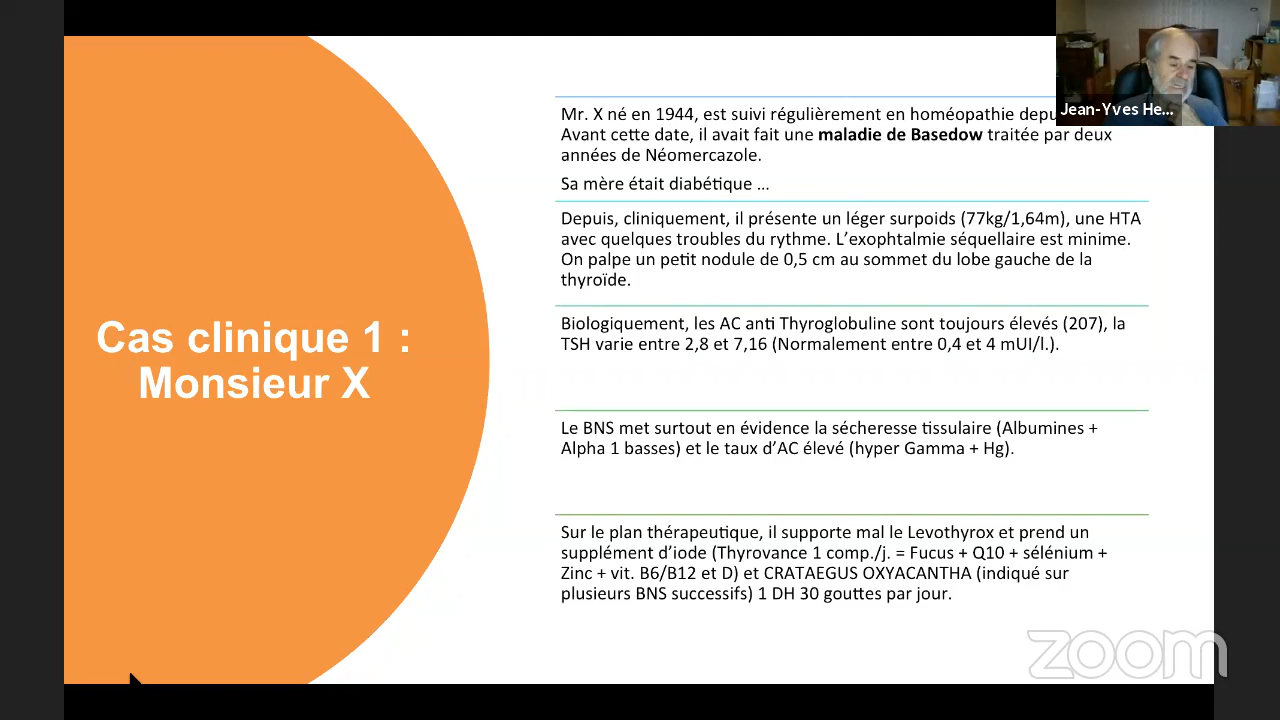 Jean-Yves He...
Mr. X né en 1944, est suivi régulièrement en homéopathie
Avant cette date, il avait fait une maladie de Basedow traitée par deux
années de Néomercazole.
Sa mère était diabétique ...
Depuis, cliniquement, il présente un léger surpoids (77kg/1,64m), une HTA
avec quelques troubles du rythme. L'exophtalmie séquellaire est minime.
On palpe un petit nodule de 0,5 cm au sommet du lobe gauche de la
thyroïde.
Cas clinique 1 :
Monsieur X
Biologiquement, les AC anti Thyroglobuline sont toujours élevés (207), la
TSH varie entre 2,8 et 7,16 (Normalement entre 0,4 et 4 mUI/l.).
Le BNS met surtout en évidence la sécheresse tissulaire (Albumines +
Alpha 1 basses) et le taux d'AC élevé (hyper Gamma + Hg).
Sur le plan thérapeutique, il supporte mal le Levothyrox et prend un
supplément d'iode (Thyrovance 1 comp./j. = Fucus + Q10 + sélénium +
Zinc + vit. B6/B12 et D) et CRATAEGUS OXYACANTHA (indiqué sur
plusieurs BNS successifs) 1 DH 30 gouttes par jour.
zoom